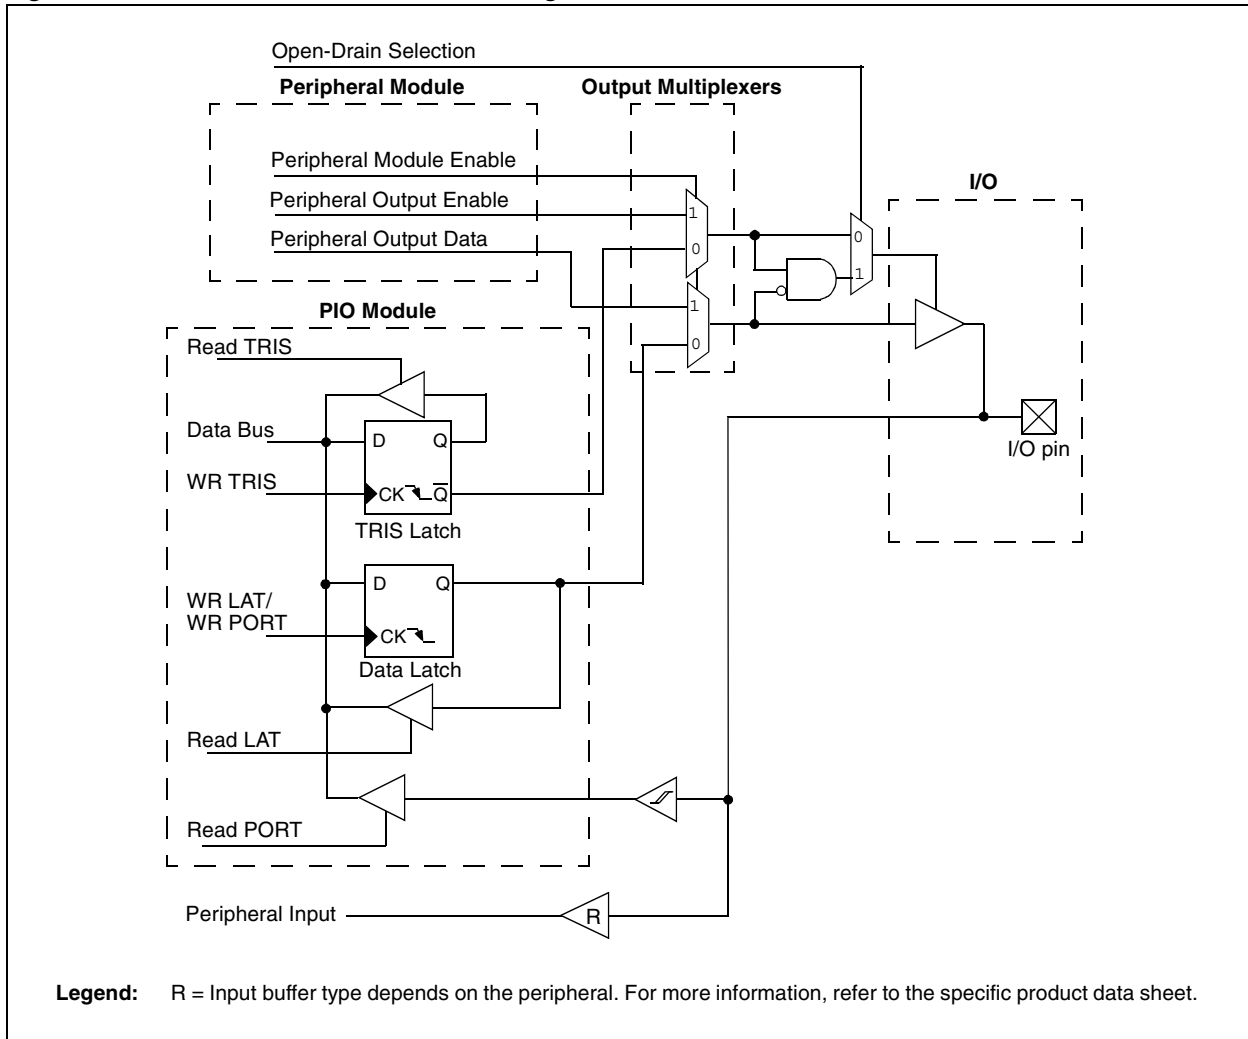 Open-Drain Selection
Peripheral Module
Output Multiplexers
Peripheral Module Enable
I/O
Peripheral Output Enable
1
Peripheral Output Data
0
0
1
PIO Module
1
Read TRIS
0
Data Bus
D
Q
I/O pin
WR TRIS
CK
Q̅
TRIS Latch
D
Q
WR LAT/
WR PORT
CK
Data Latch
Read LAT
Read PORT
Peripheral Input
R
Legend: R = Input buffer type depends on the peripheral. For more information, refer to the specific product data sheet.